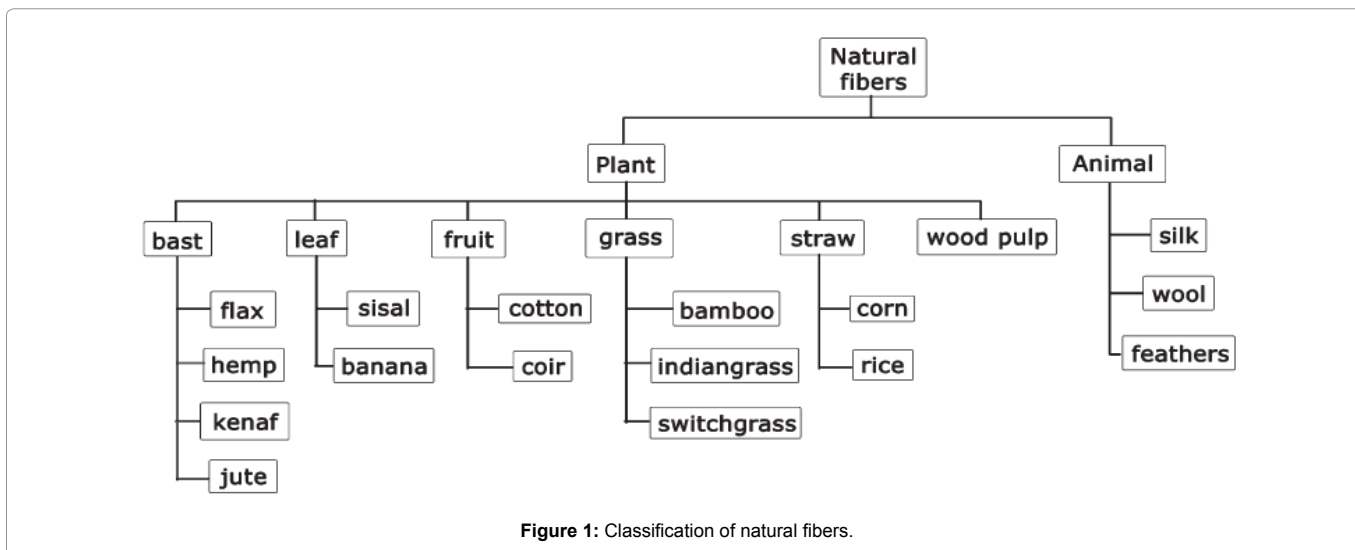 Natural
fibers
Plant
Animal
bast
leaf
fruit
grass
straw
wood pulp
silk
wool
feathers
flax
hemp
kenaf
jute
sisal
banana
cotton
coir
bamboo
indiangrass
switchgrass
corn
rice
Figure 1: Classification of natural fibers.